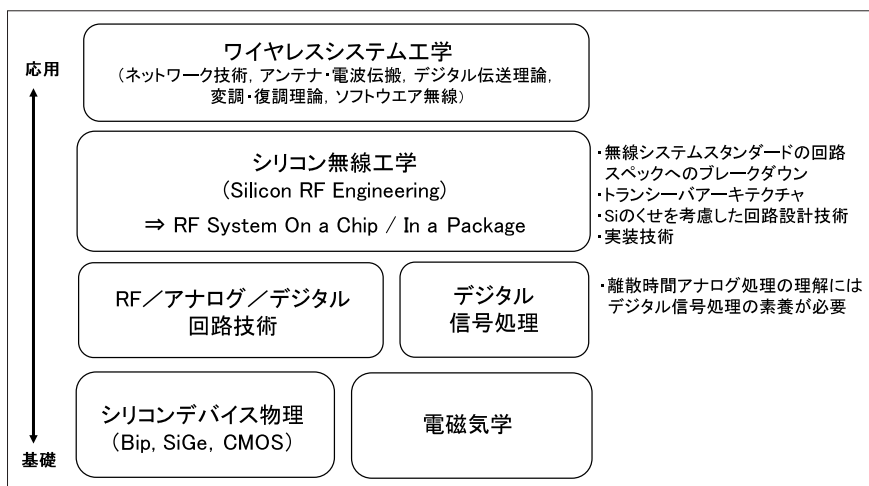 応用
ワイヤレスシステム工学
（ネットワーク技術, アンテナ・電波伝搬, デジタル伝送理論,
変調・復調理論, ソフトウエア無線）
シリコン無線工学
(Silicon RF Engineering)
⇒ RF System On a Chip / In a Package
・無線システムスタンダードの回路
スペックへのブレークダウン
・トランシーバアーキテクチャ
・Siのくせを考慮した回路設計技術
・実装技術
RF／アナログ／デジタル
回路技術
デジタル
信号処理
・離散時間アナログ処理の理解には
デジタル信号処理の素養が必要
シリコンデバイス物理
（Bip, SiGe, CMOS）
電磁気学
基礎